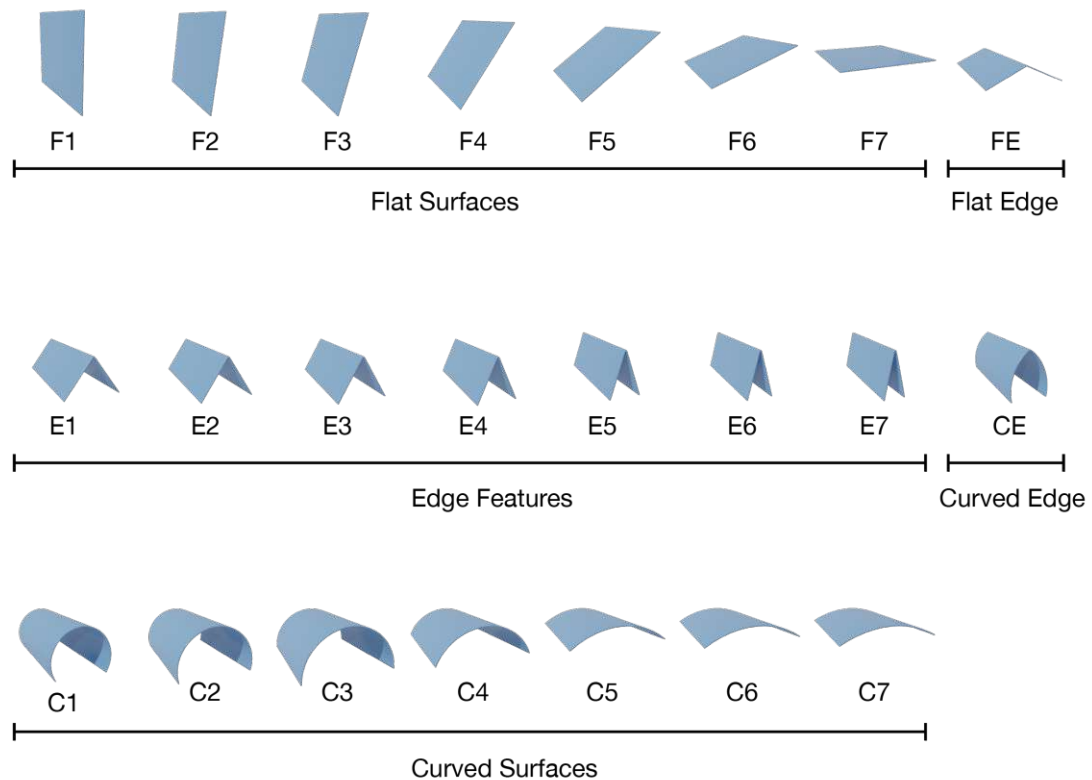 F1 F2 F3 F4 F5 F6 F7 FE
Flat Surfaces Flat Edge
E1 E2 E3 E4 E5 E6 E7 CE
Edge Features Curved Edge
C1 C2 C3 C4 C5 C6 C7
Curved Surfaces